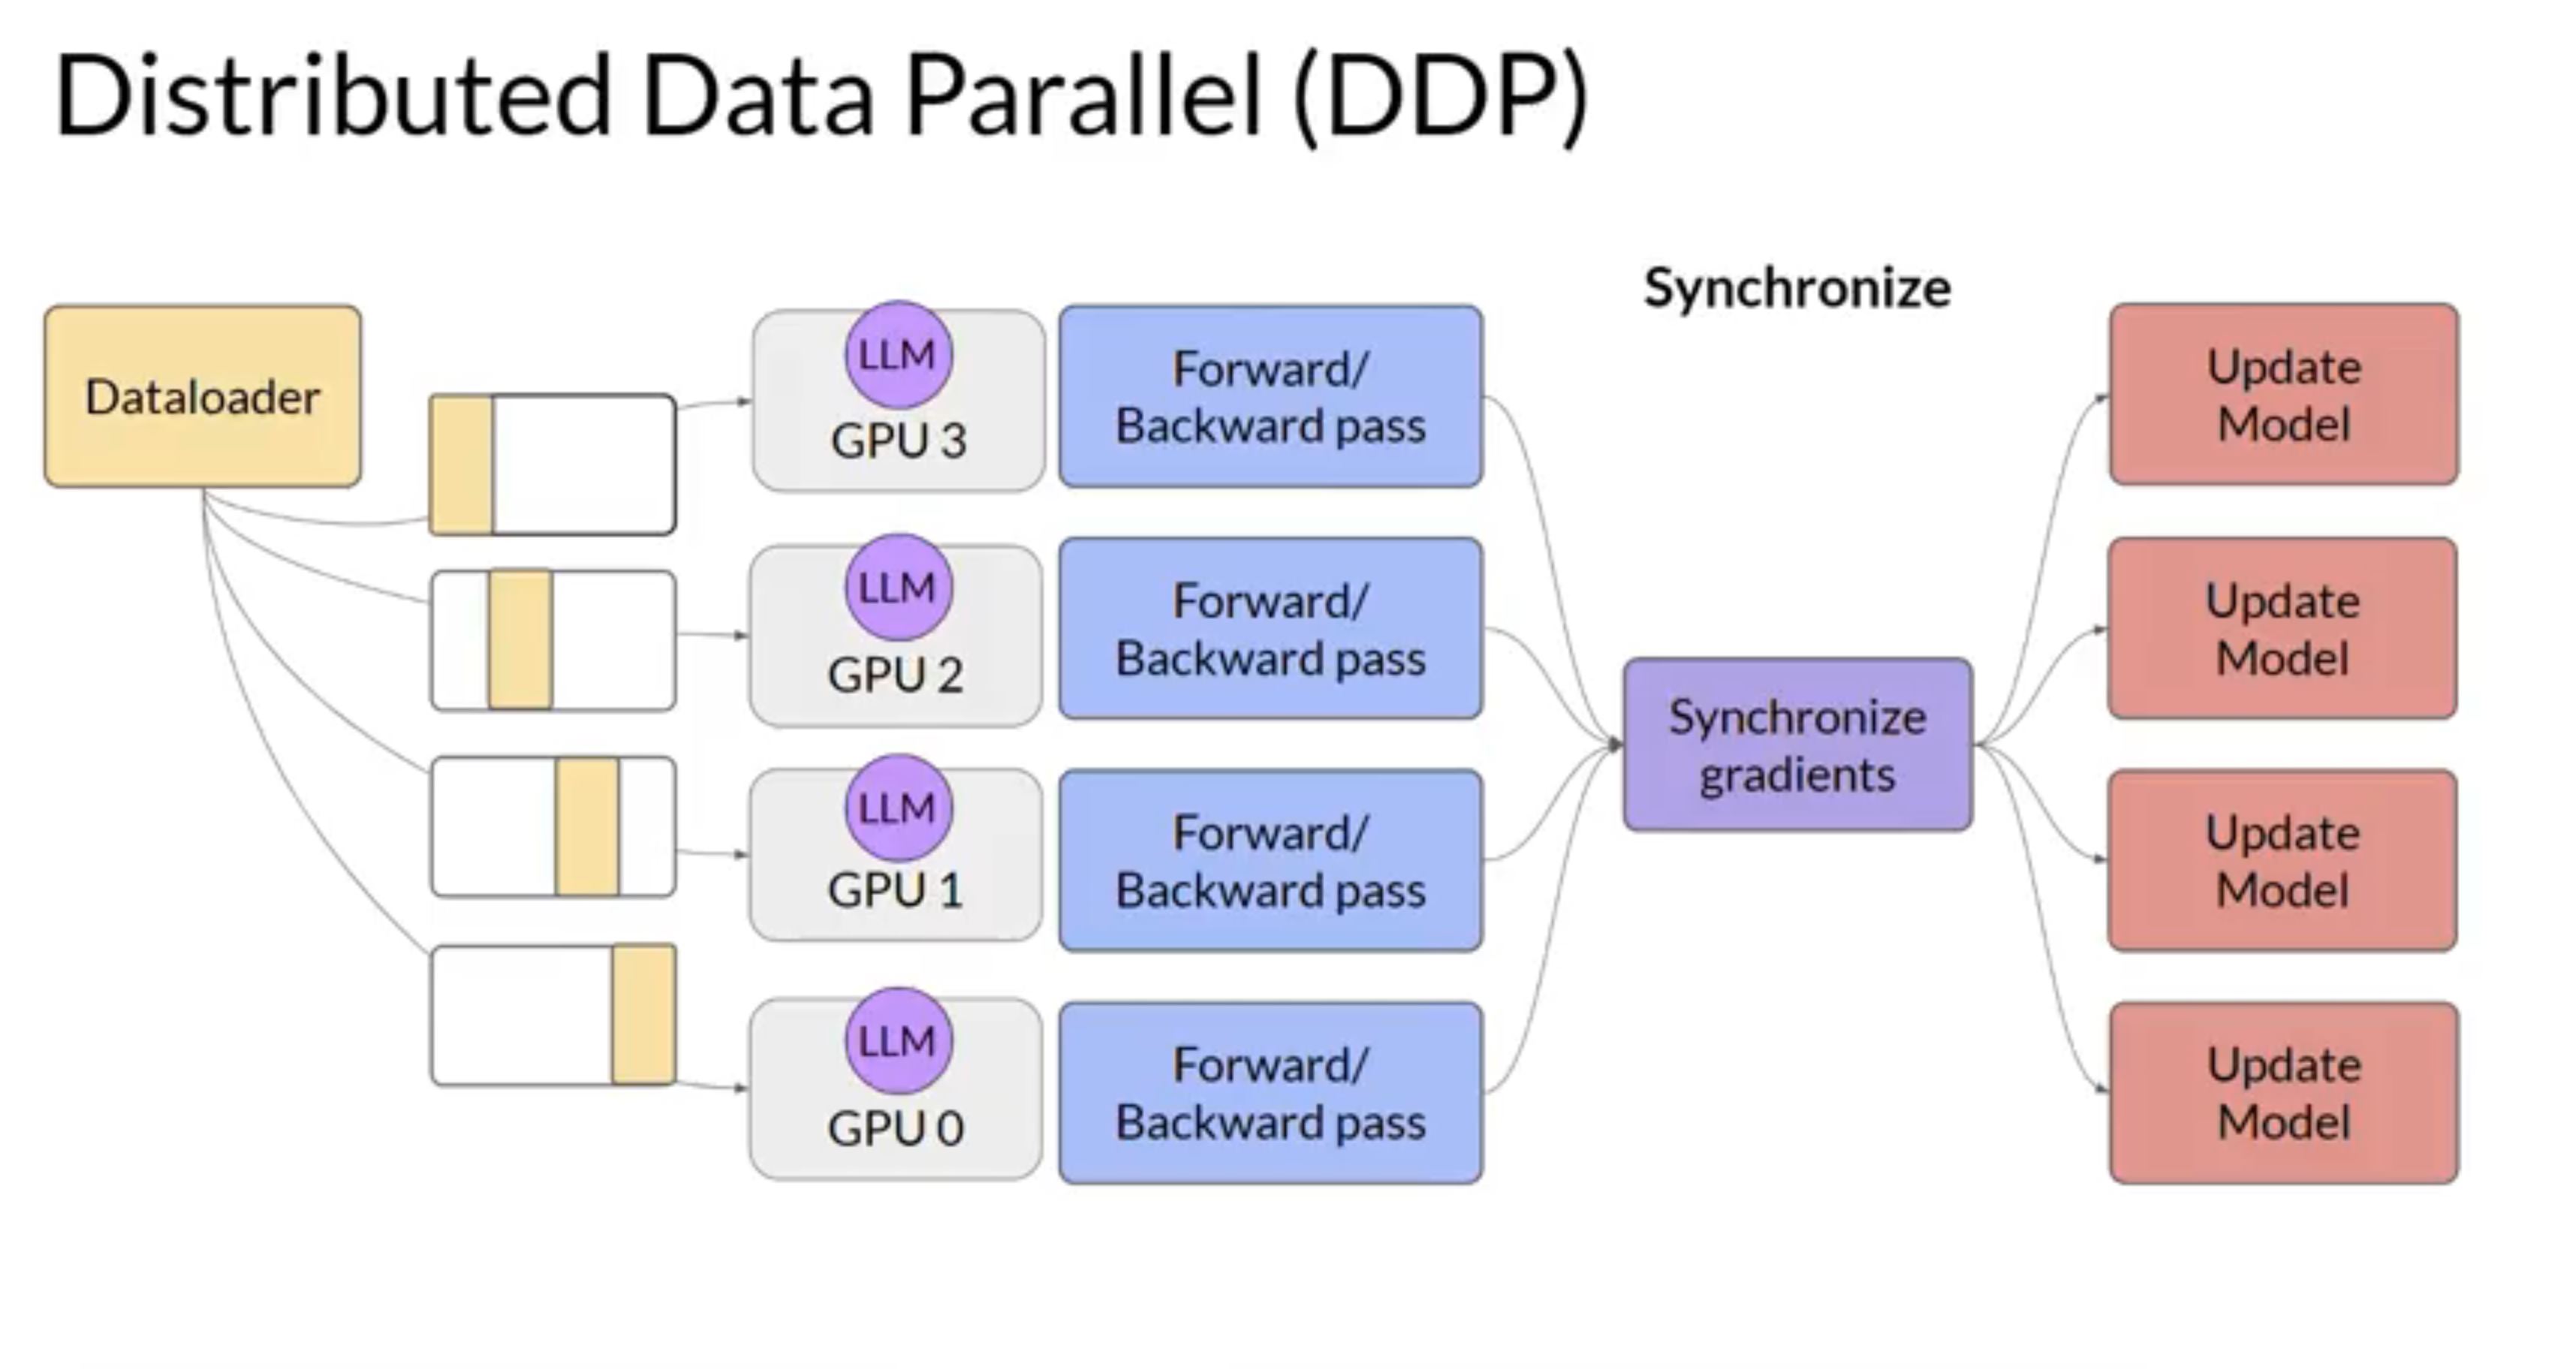 Distributed Data Parallel (DDP)
Synchronize
Dataloader
LLM
GPU 3
Forward/
Backward pass
Update
Model
LLM
GPU 2
Forward/
Backward pass
Update
Model
Synchronize
gradients
LLM
GPU 1
Forward/
Backward pass
Update
Model
LLM
GPU 0
Forward/
Backward pass
Update
Model